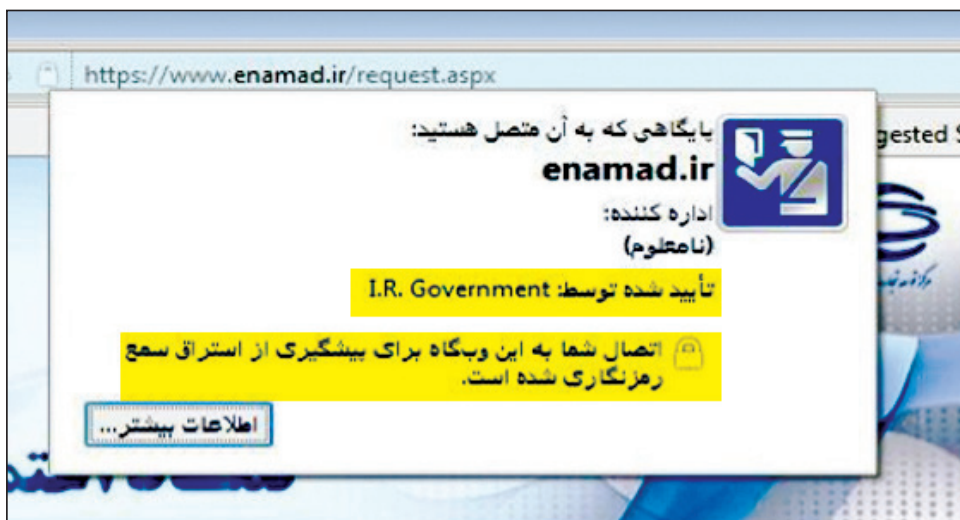 https://www.enamad.ir/request.aspx
gested S
پایگاهی که به آن متصل هستید:
enamad.ir
اداره کننده:
(نامعلوم)
تأیید شده توسط: I.R. Government
اتصال شما به این وبگاه برای پیشگیری از استراق سمع
رمزنگاری شده است.
اطلاعات بیشتر...